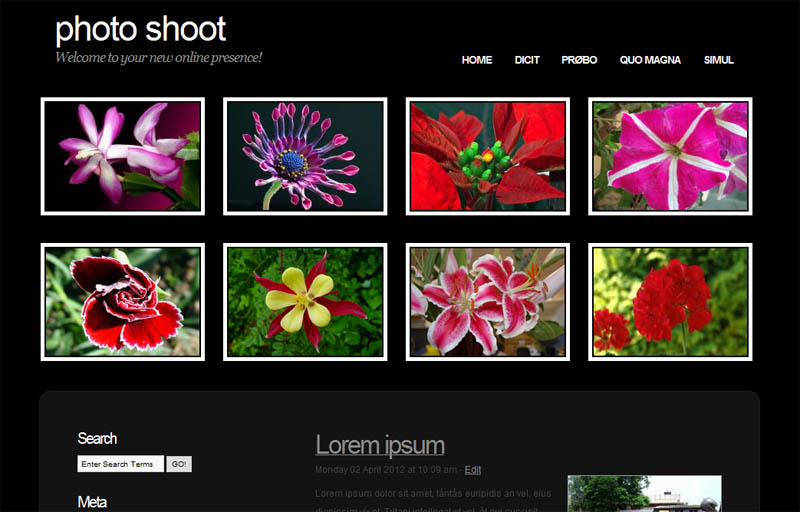 photo shoot
Welcome to your new online presence!
HOME DICIT PRØBO QUO MAGNA SIMUL
Search
Enter Search Terms GO!
Meta
Lorem ipsum
Monday 02 April 2012 at 10:09 am - Edit
Lorem ipsum dolor sit amet, tåntås euripidis an vel, eius